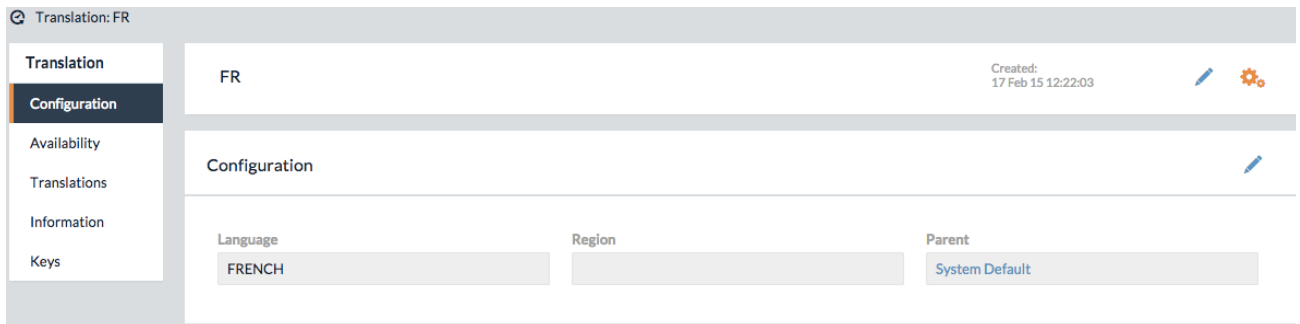 Translation: FR
Translation
Configuration
Availability
Translations
Information
Keys
FR
Created:
17 Feb 15 12:22:03
Configuration
Language
Region
Parent
FRENCH
System Default